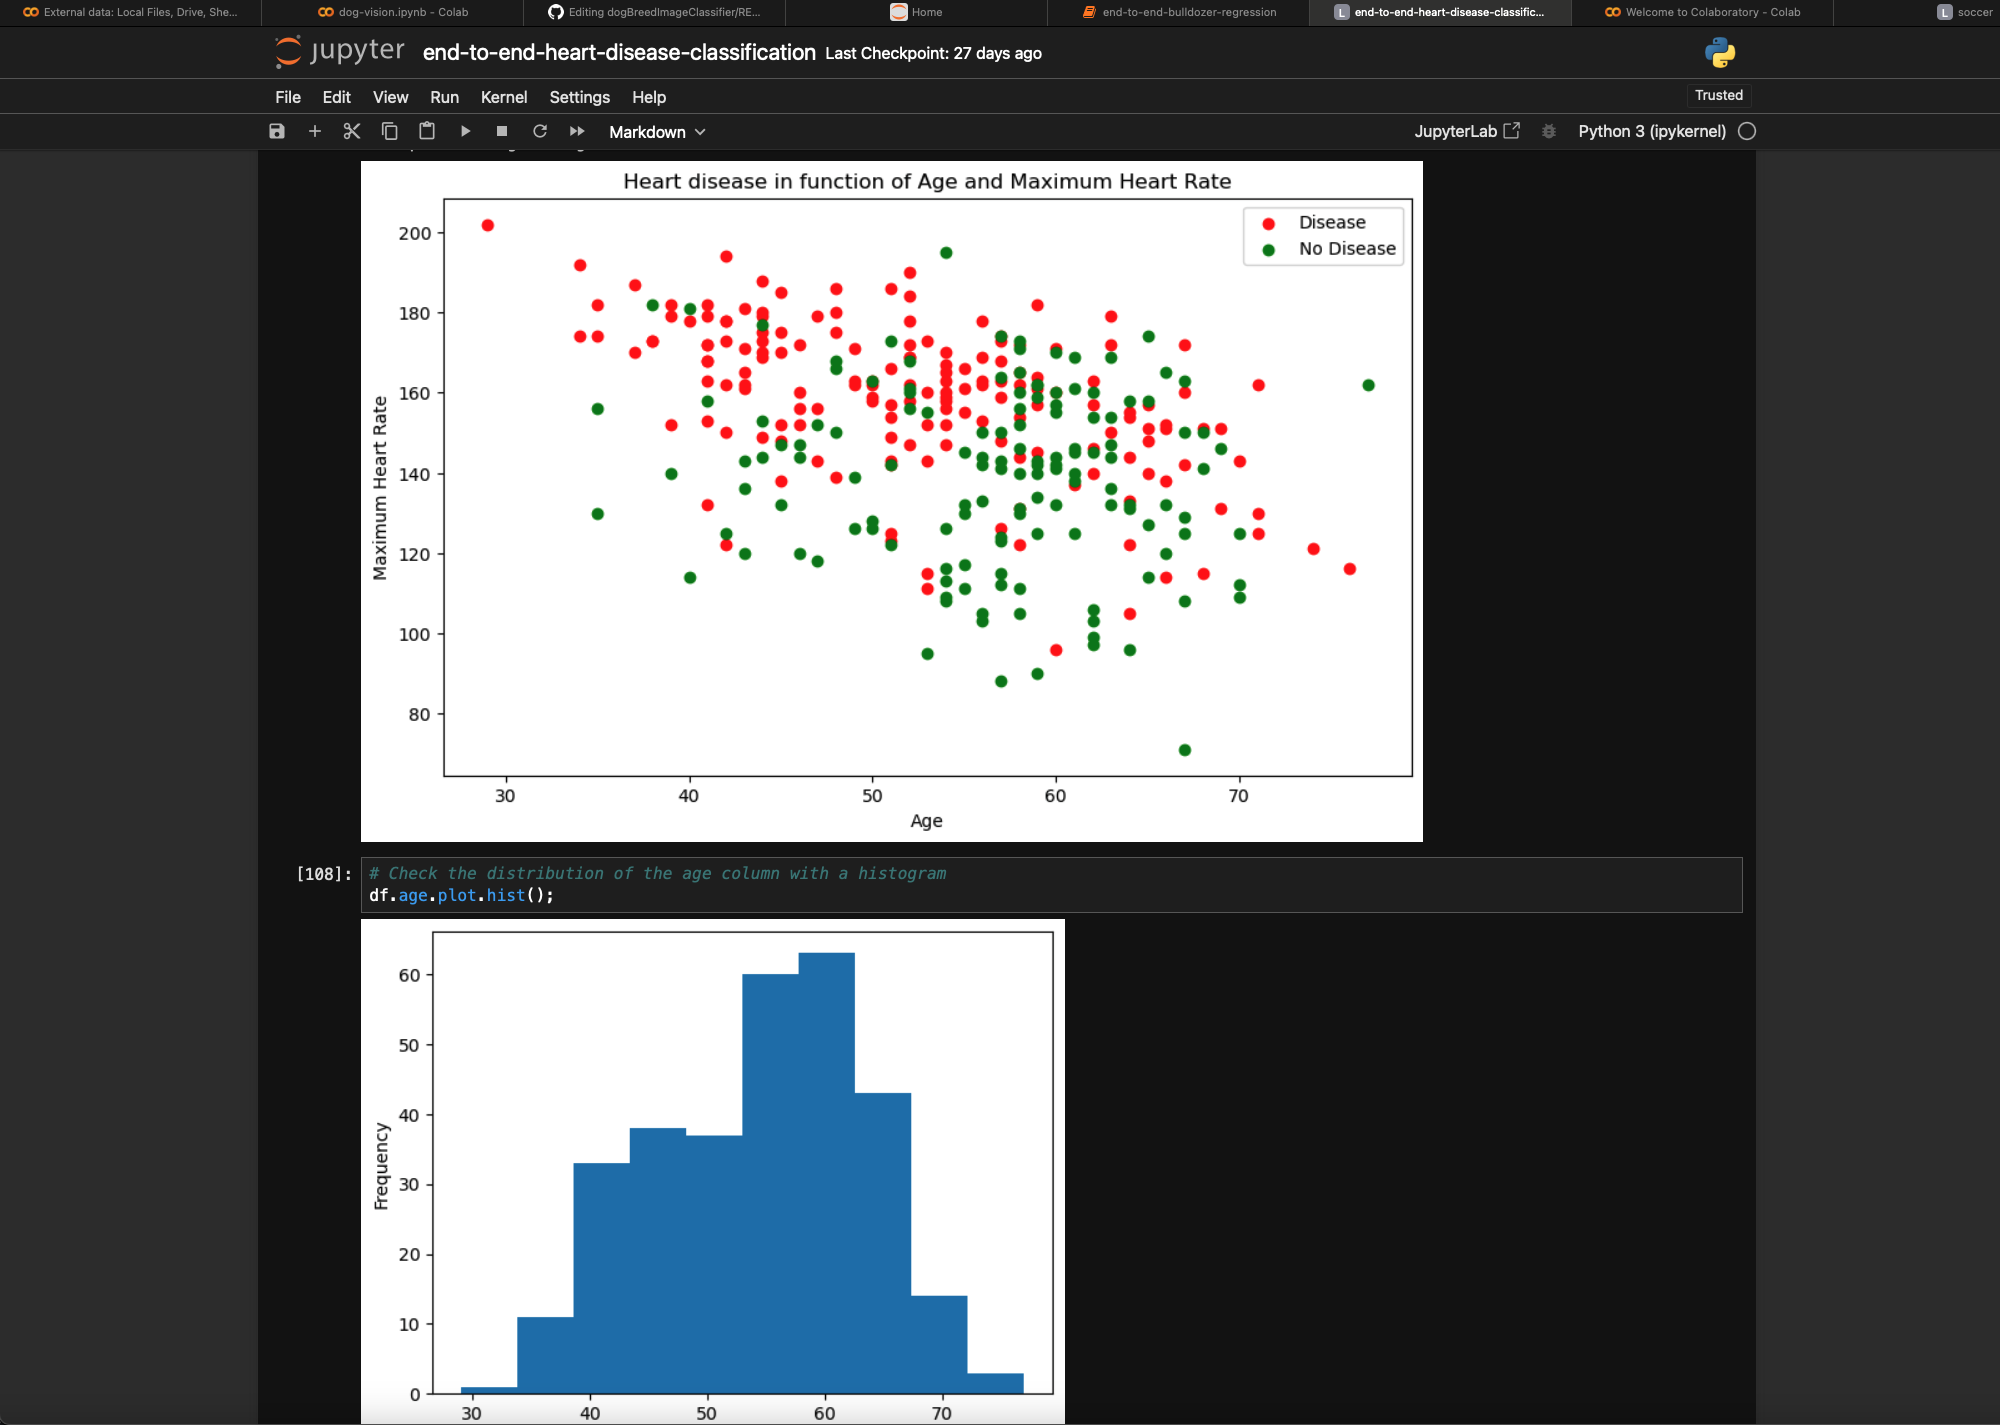 External data: Local Files, Drive, She...
dog-vision.ipynb - Colab
Editing dogBreedImageClassifier/RE...
Home
end-to-end-bulldozer-regression
L end-to-end-heart-disease-classific...
Welcome to Colaboratory - Colab
L soccer
jupyter end-to-end-heart-disease-classification Last Checkpoint: 27 days ago
File Edit View Run Kernel Settings Help Trusted
Markdown JupyterLab Python 3 (ipykernel)
Heart disease in function of Age and Maximum Heart Rate
Disease
No Disease
Maximum Heart Rate
200
180
160
140
120
100
80
30 40 50 60 70
Age
[108]: # Check the distribution of the age column with a histogram
df.age.plot.hist();
Frequency
60
50
40
30
20
10
0
30 40 50 60 70